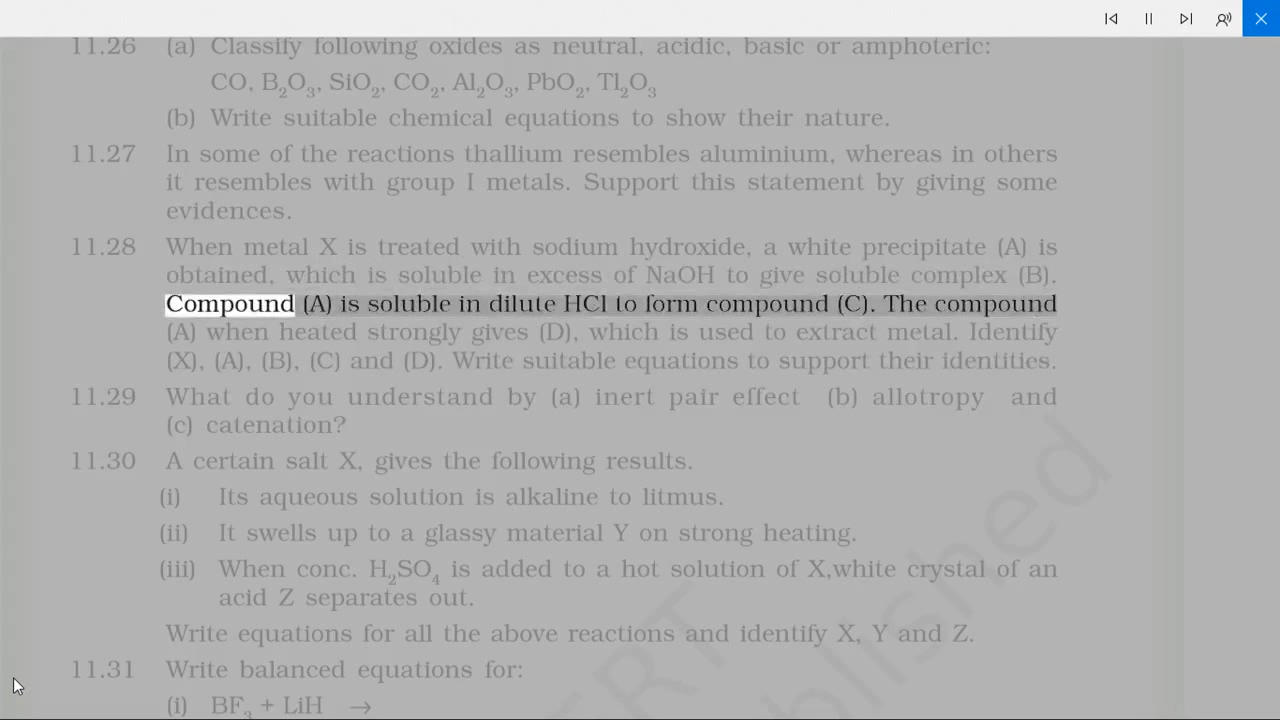 11.26 (a) Classify following oxides as neutral, acidic, basic or amphoteric:
CO, B₂O₃, SiO₂, CO₂, Al₂O₃, PbO₂, Tl₂O₃
(b) Write suitable chemical equations to show their nature.
11.27 In some of the reactions thallium resembles aluminium, whereas in others
it resembles with group I metals. Support this statement by giving some
evidences.
11.28 When metal X is treated with sodium hydroxide, a white precipitate (A) is
obtained, which is soluble in excess of NaOH to give soluble complex (B).
Compound (A) is soluble in dilute HCl to form compound (C). The compound
(A) when heated strongly gives (D), which is used to extract metal. Identify
(X), (A), (B), (C) and (D). Write suitable equations to support their identities.
11.29 What do you understand by (a) inert pair effect (b) allotropy and
(c) catenation?
11.30 A certain salt X, gives the following results.
(i) Its aqueous solution is alkaline to litmus.
(ii) It swells up to a glassy material Y on strong heating.
(iii) When conc. H₂SO₄ is added to a hot solution of X,white crystal of an
acid Z separates out.
Write equations for all the above reactions and identify X, Y and Z.
11.31 Write balanced equations for:
(i) BF₃ + LiH →